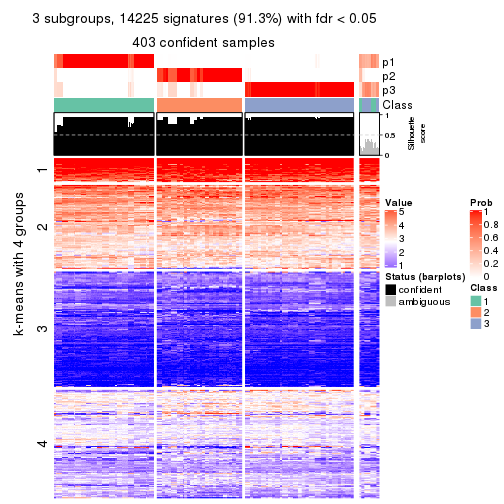 3 subgroups, 14225 signatures (91.3%) with fdr < 0.05
403 confident samples
p1
p2
p3
Class
1
0.5
0
Silhouette
score
k-means with 4 groups
1
2
3
4
Value
5
4
3
2
1
Status (barplots)
confident
ambiguous
Prob
1
0.8
0.6
0.4
0.2
0
Class
1
2
3